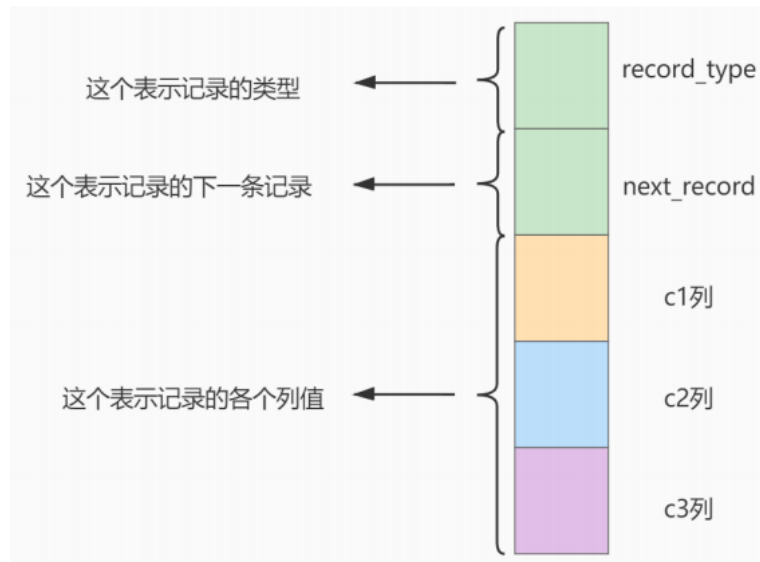 这个表示记录的类型
record_type
这个表示记录的下一条记录
next_record
c1列
这个表示记录的各个列值
c2列
c3列